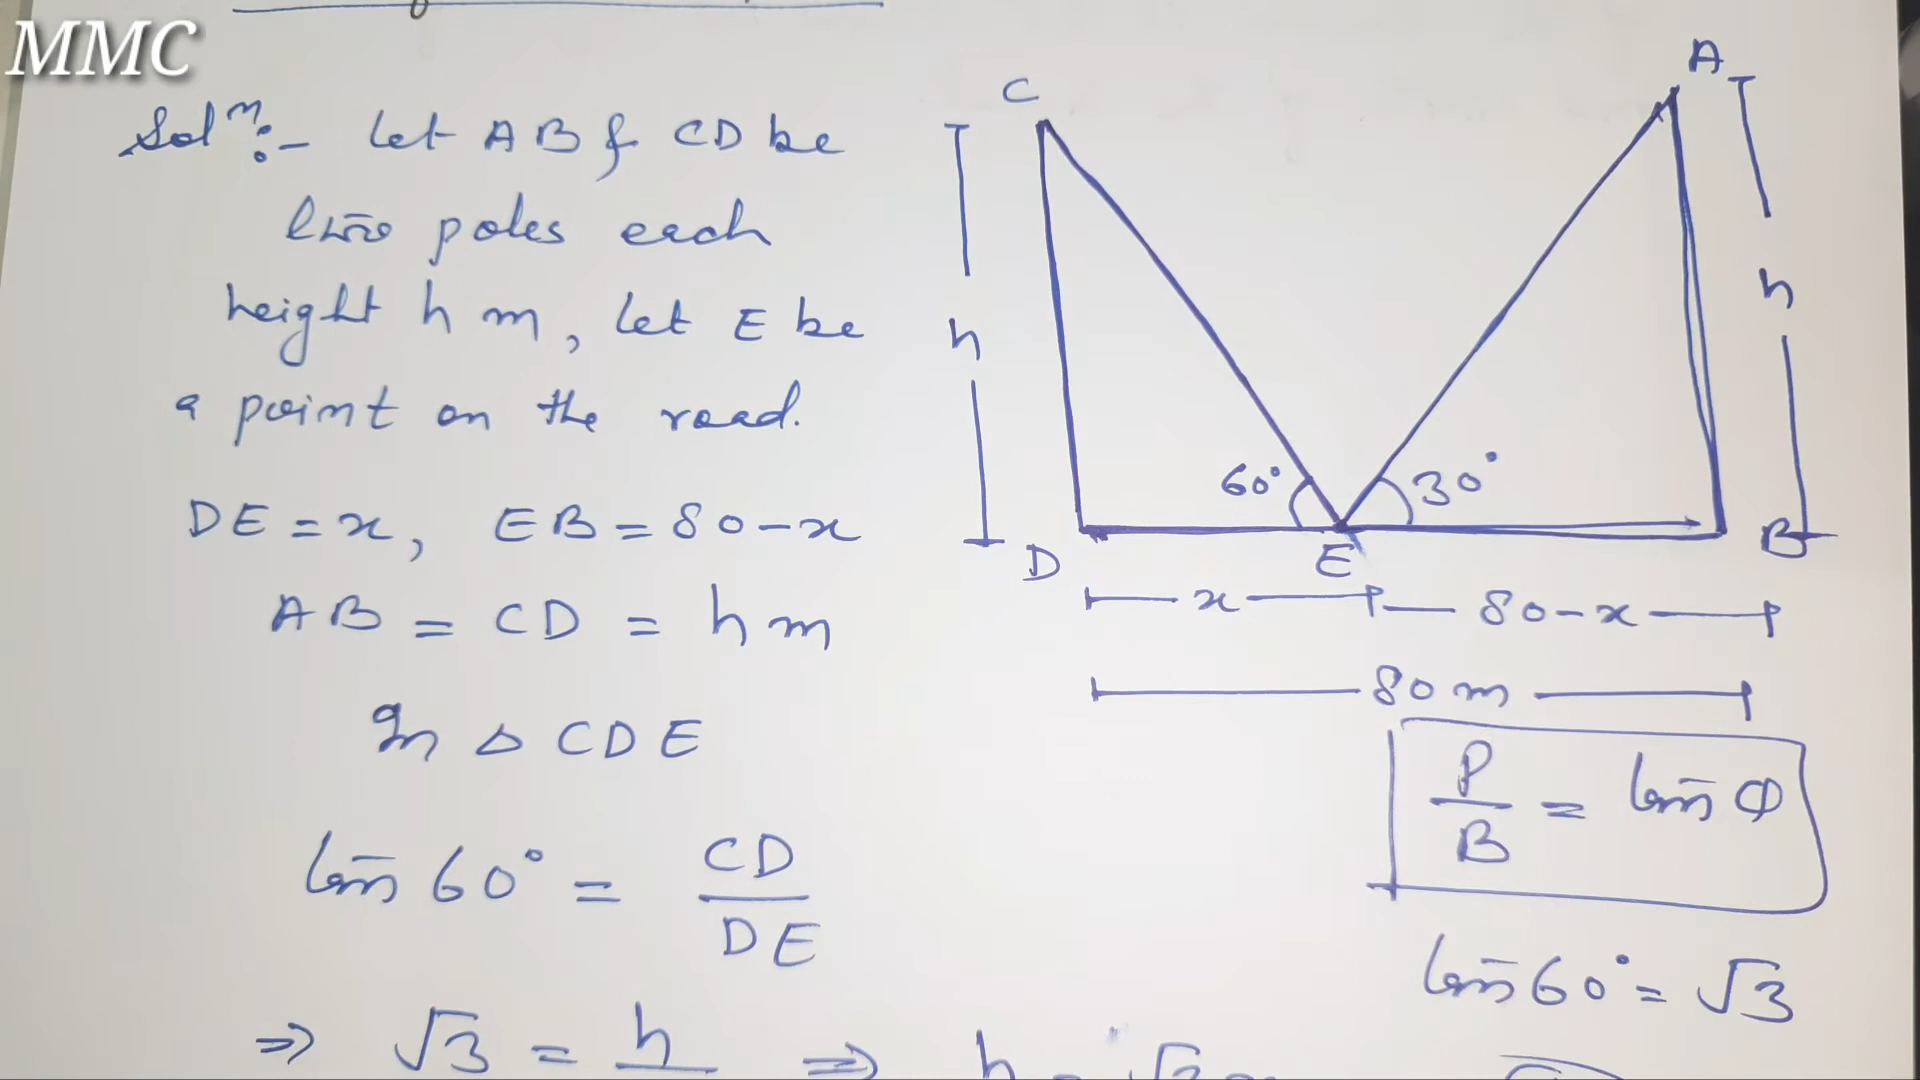 MMC
Solⁿ:- Let AB & CD be
two poles each
height h m, let E be
a point on the road.
DE = x, EB = 80-x
AB = CD = h m
In △ CDE
tan 60° = CD/DE
⇒ √3 = h ⇒ h = √3
C
A
h
h
60°
30°
D
E
B
x
80-x
80 m
P/B = tan Φ
tan 60° = √3